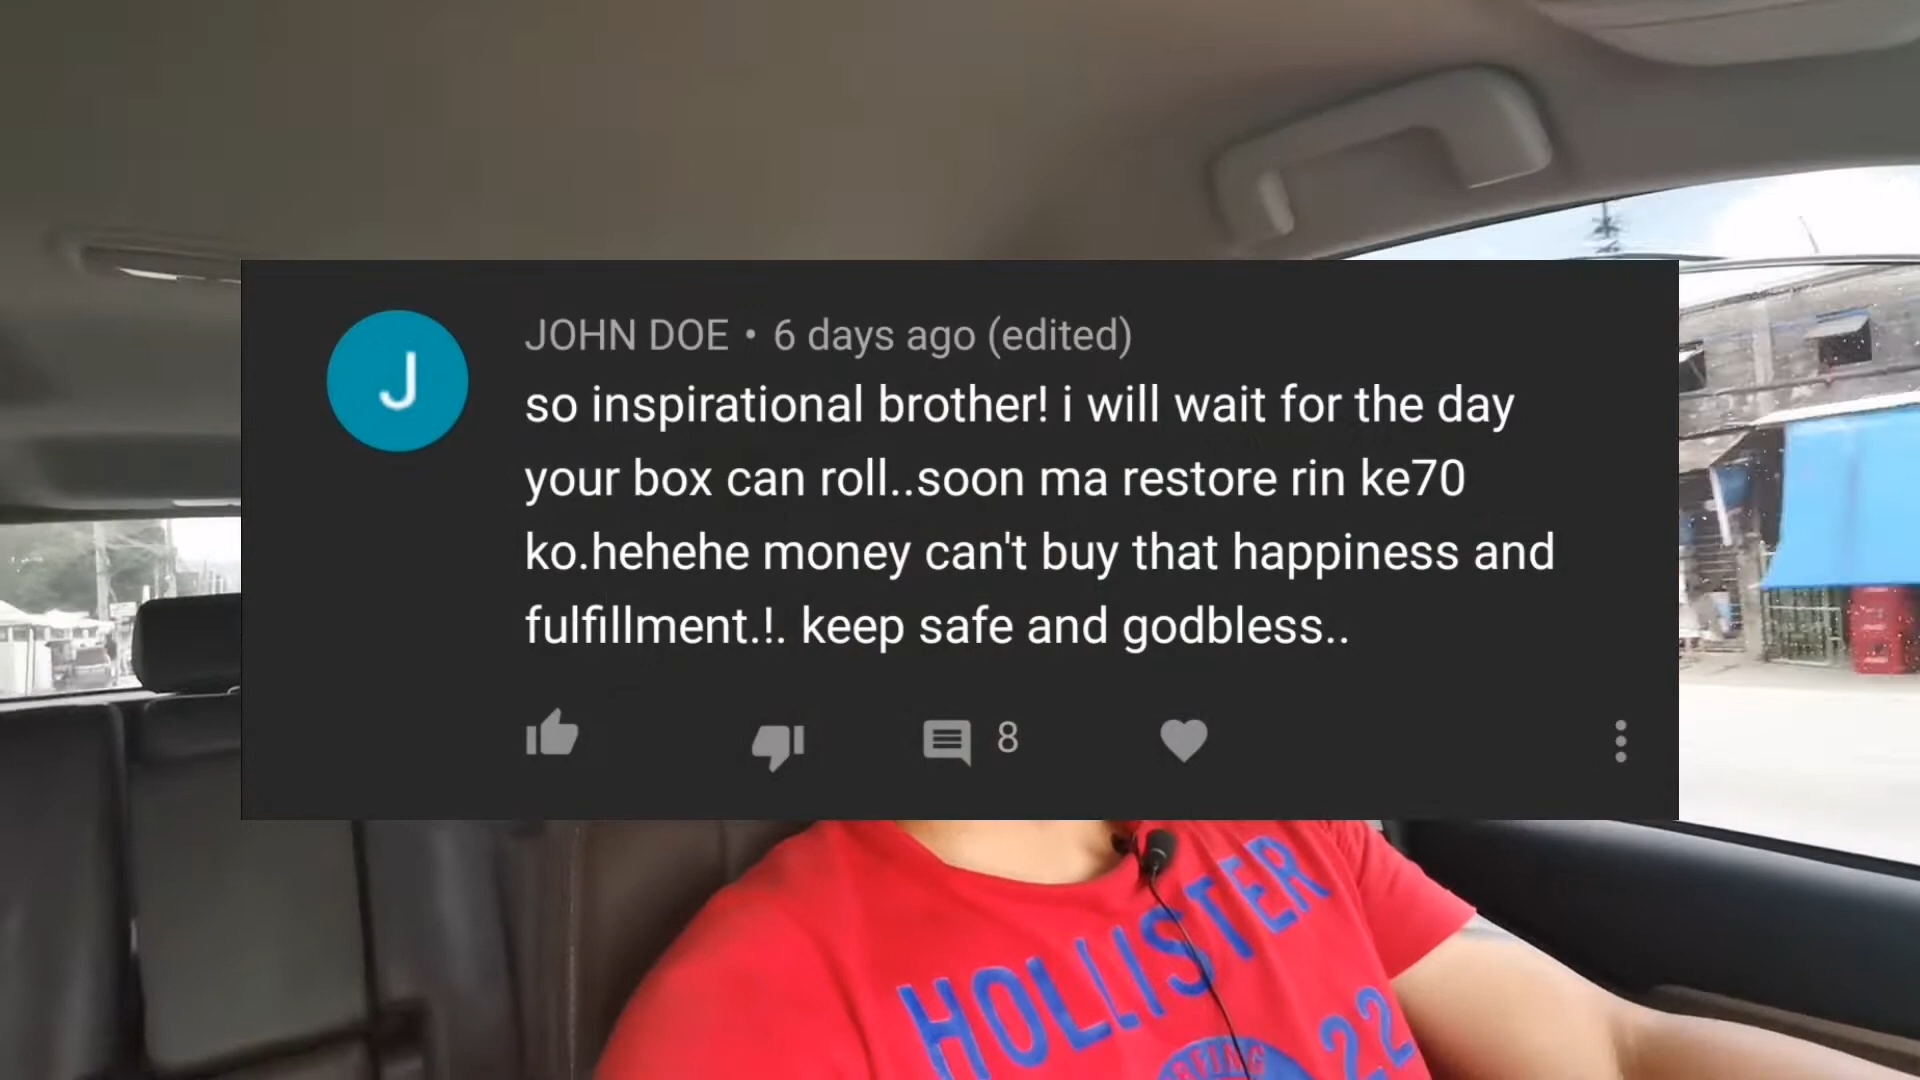 J
JOHN DOE • 6 days ago (edited)
so inspirational brother! i will wait for the day
your box can roll..soon ma restore rin ke70
ko.hehehe money can't buy that happiness and
fulfillment.!. keep safe and godbless..
8
HOLLISTER
22